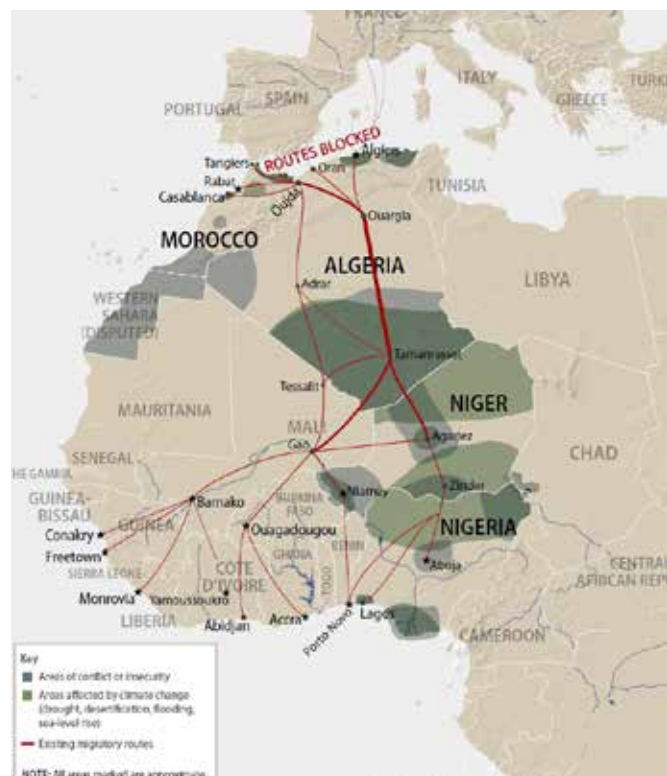 FRANCE
ITALY
SPAIN
PORTUGAL
GREECE
TURKEY
ROUTES BLOCKED
Tangiers
Algiers
Oran
Rabat
Casablanca
Oujda
TUNISIA
Ouargla
MOROCCO
ALGERIA
LIBYA
Adrar
WESTERN
SAHARA
(DISPUTED)
Tamanrasset
Tessalit
NIGER
MAURITANIA
MALI
Agadez
Gao
CHAD
SENEGAL
HE GAMBIA
Zinder
Niamey
GUINEA-
BISSAU
BURKINA
FASO
Bamako
GUINEA
Ouagadougou
NIGERIA
BENIN
Conakry
Freetown
GHANA
SIERRA LEONE
COTE
D'IVOIRE
TOGO
Abuja
CENTRAL
AFRICAN REP
Monrovia
Yamoussoukro
LIBERIA
Abidjan
Accra
Porto Novo
Lagos
CAMEROON
Key
Areas of conflict or insecurity
Areas affected by climate change
(drought, desertification, flooding,
sea-level rise)
Existing migratory routes
NOTE: All areas marked are approximate